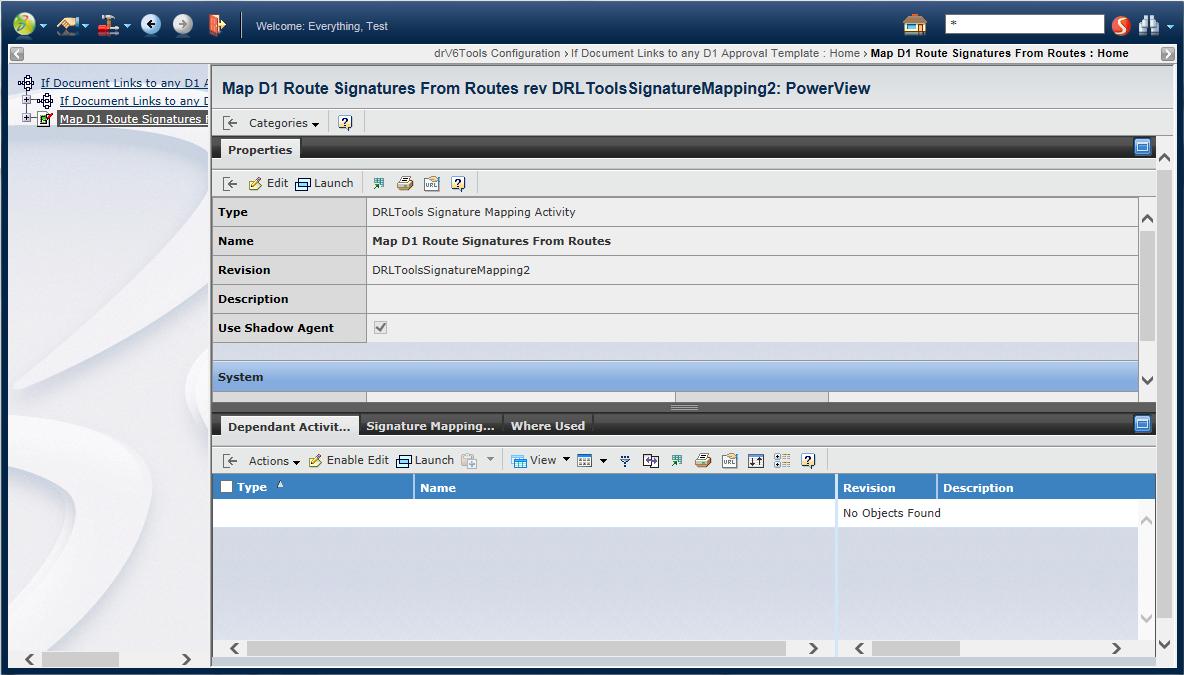 Welcome: Everything, Test
*
drV6Tools Configuration › If Document Links to any D1 Approval Template : Home › Map D1 Route Signatures From Routes : Home
If Document Links to any D1 A
If Document Links to any D
Map D1 Route Signatures F
Map D1 Route Signatures From Routes rev DRLToolsSignatureMapping2: PowerView
Categories
Properties
Edit Launch
Type DRLTools Signature Mapping Activity
Name Map D1 Route Signatures From Routes
Revision DRLToolsSignatureMapping2
Description
Use Shadow Agent
System
Dependant Activit... Signature Mapping... Where Used
Actions Enable Edit Launch View
Type Name Revision Description
No Objects Found